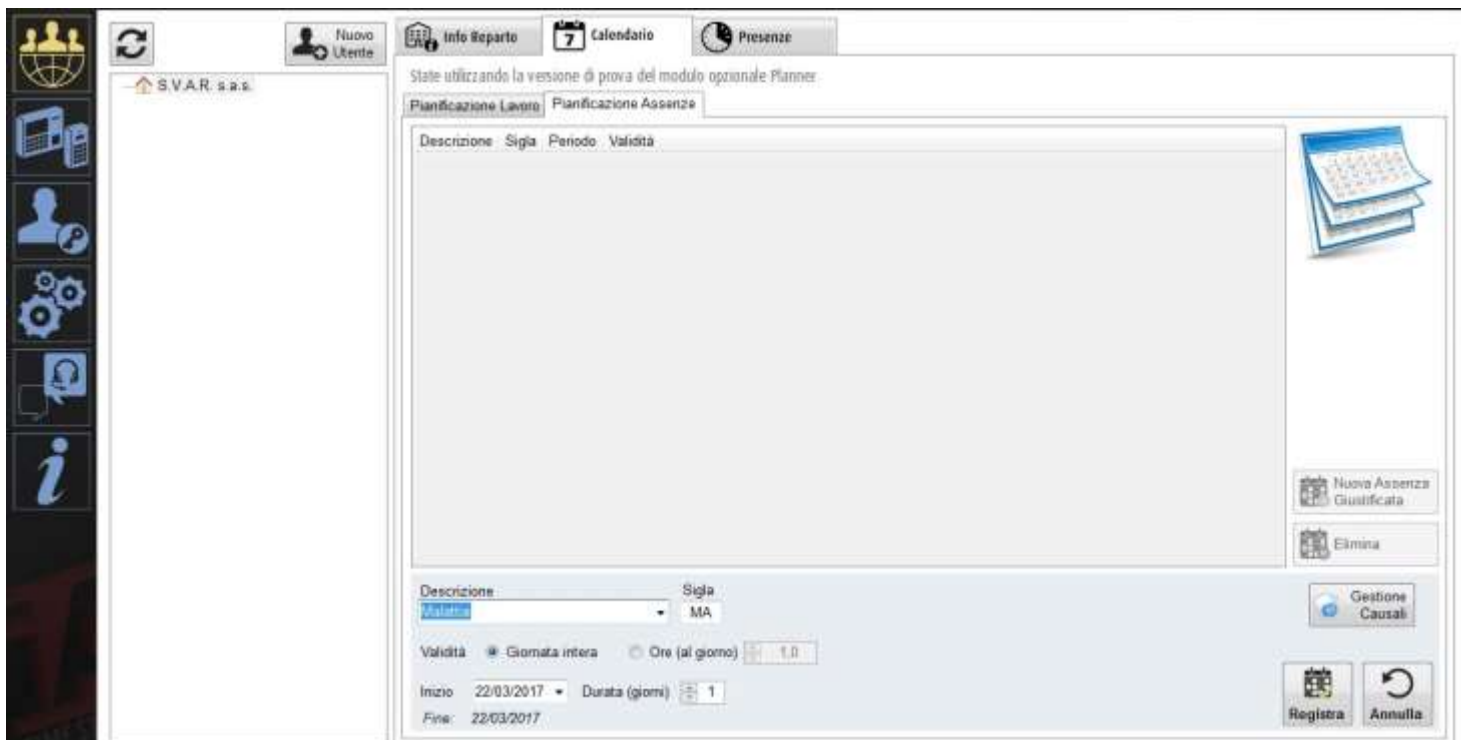 Nuovo
Utente
S.V.A.R. s.a.s.
Info Reparto
7
Calendario
Presenze
State utilizzando la versione di prova del modulo opzionale Planner
Pianificazione Lavoro
Pianificazione Assenze
Descrizione Sigla Periodo Validità
Nuova Assenza
Giustificata
Elimina
Descrizione Sigla
Malattia MA
Gestione
Causali
Validità Giornata intera Ore (al giorno) 1,0
Inizio 22/03/2017 Durata (giorni) 1
Fine: 22/03/2017
Registra
Annulla